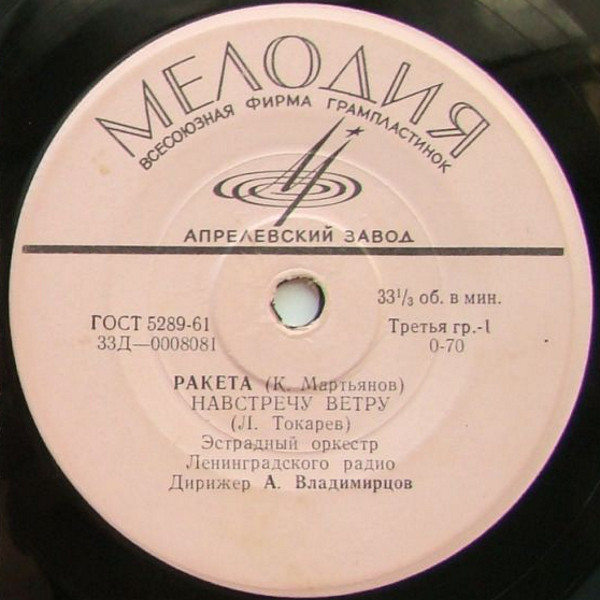 МЕЛОДИЯ
ВСЕСОЮЗНАЯ ФИРМА ГРАМПЛАСТИНОК
АПРЕЛЕВСКИЙ ЗАВОД
33⅓ об. в мин.
ГОСТ 5289-61
Третья гр.-1
33Д—0008081
0-70
РАКЕТА (К. Мартьянов)
НАВСТРЕЧУ ВЕТРУ
(Л. Токарев)
Эстрадный оркестр
Ленинградского радио
Дирижер А. Владимирцов